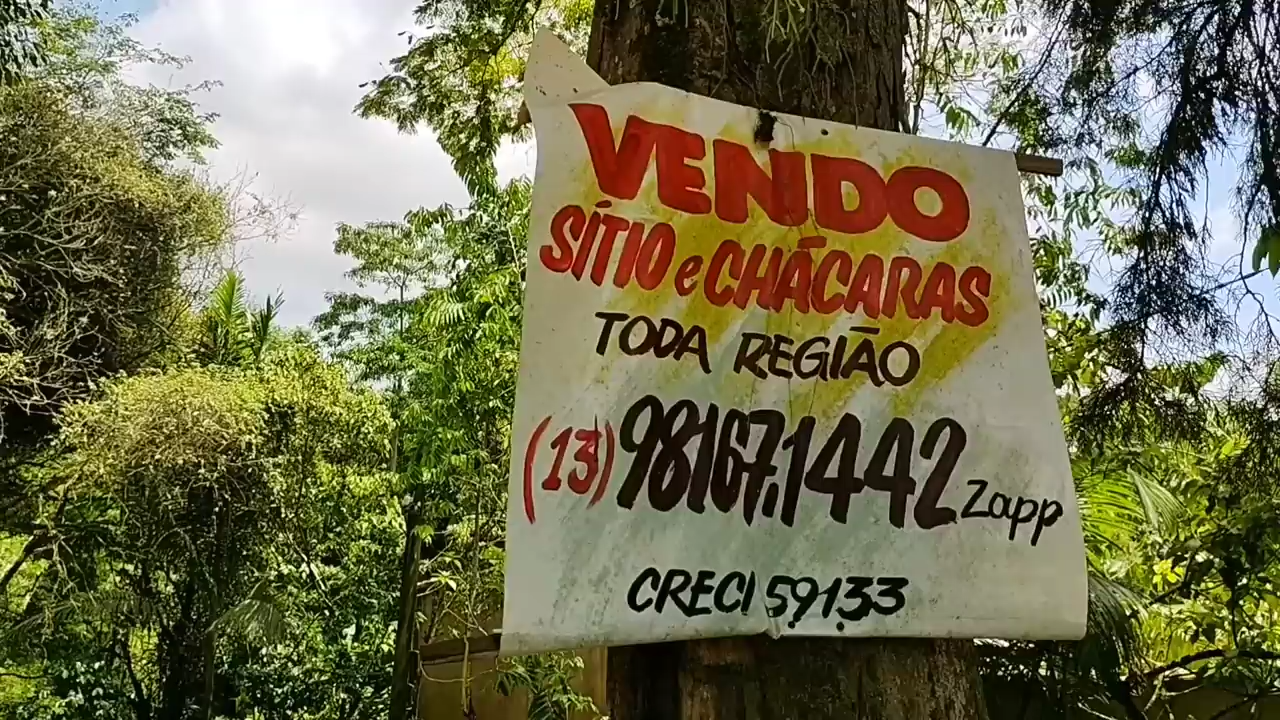 VENDO
SÍTIO e CHÁCARAS
TODA REGIÃO
(13) 98167.1442 Zapp
CRECI 59133